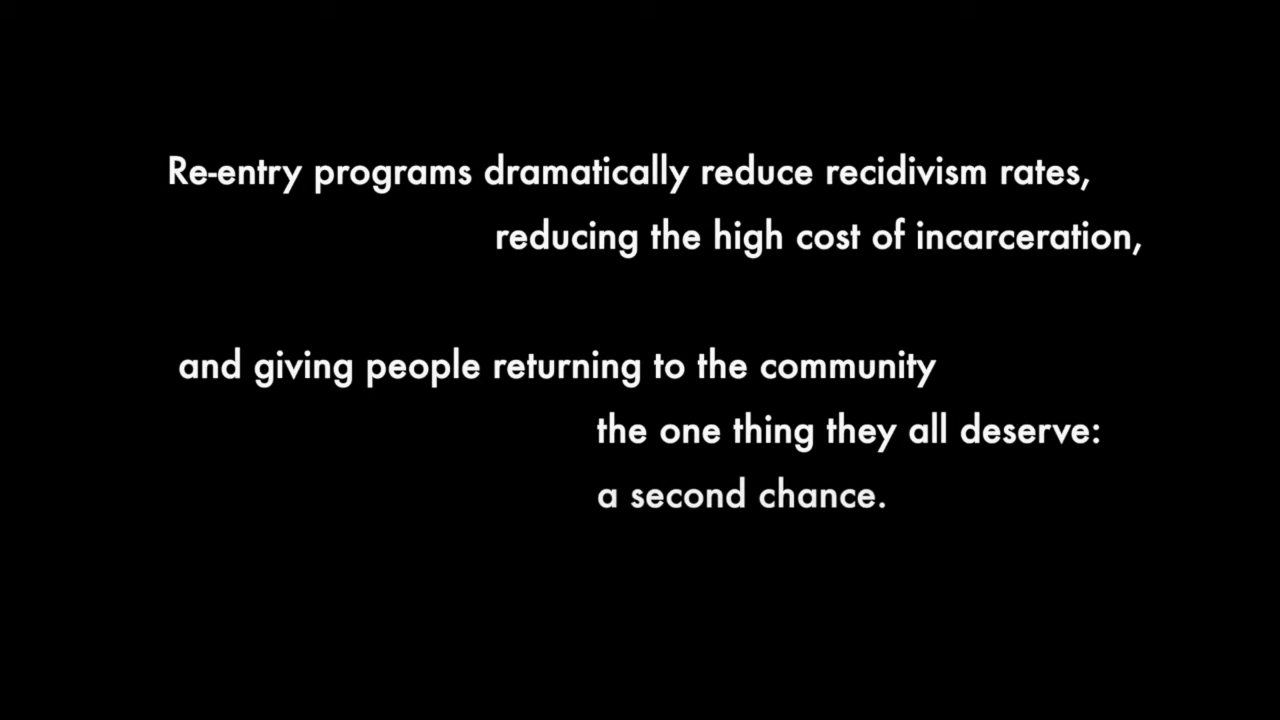 Re-entry programs dramatically reduce recidivism rates,
reducing the high cost of incarceration,
and giving people returning to the community
the one thing they all deserve:
a second chance.